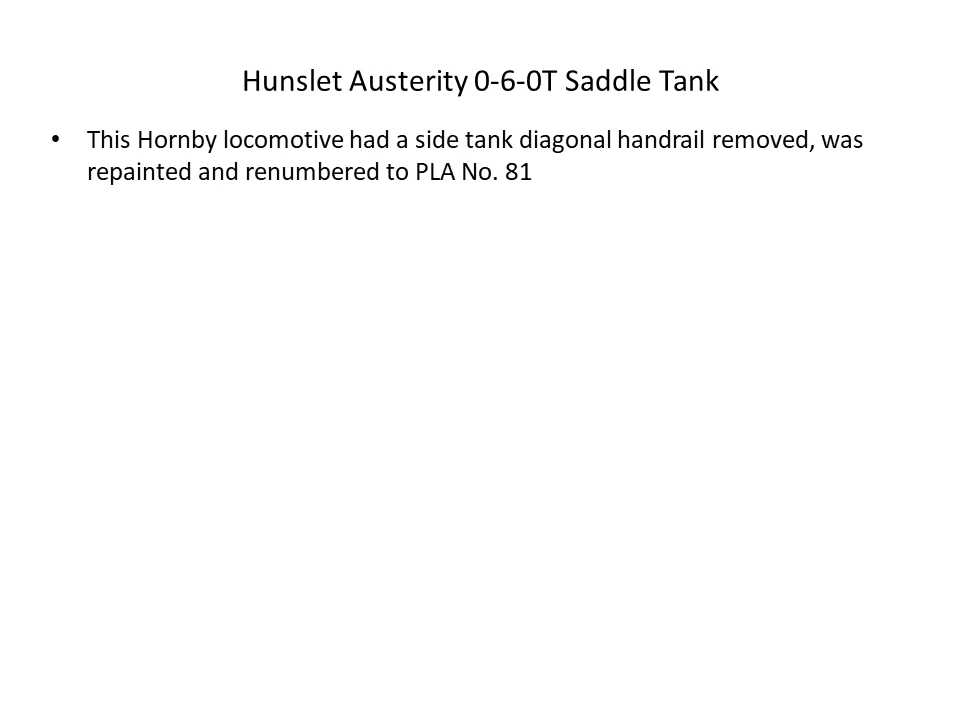 Hunslet Austerity 0-6-0T Saddle Tank
• This Hornby locomotive had a side tank diagonal handrail removed, was
repainted and renumbered to PLA No. 81